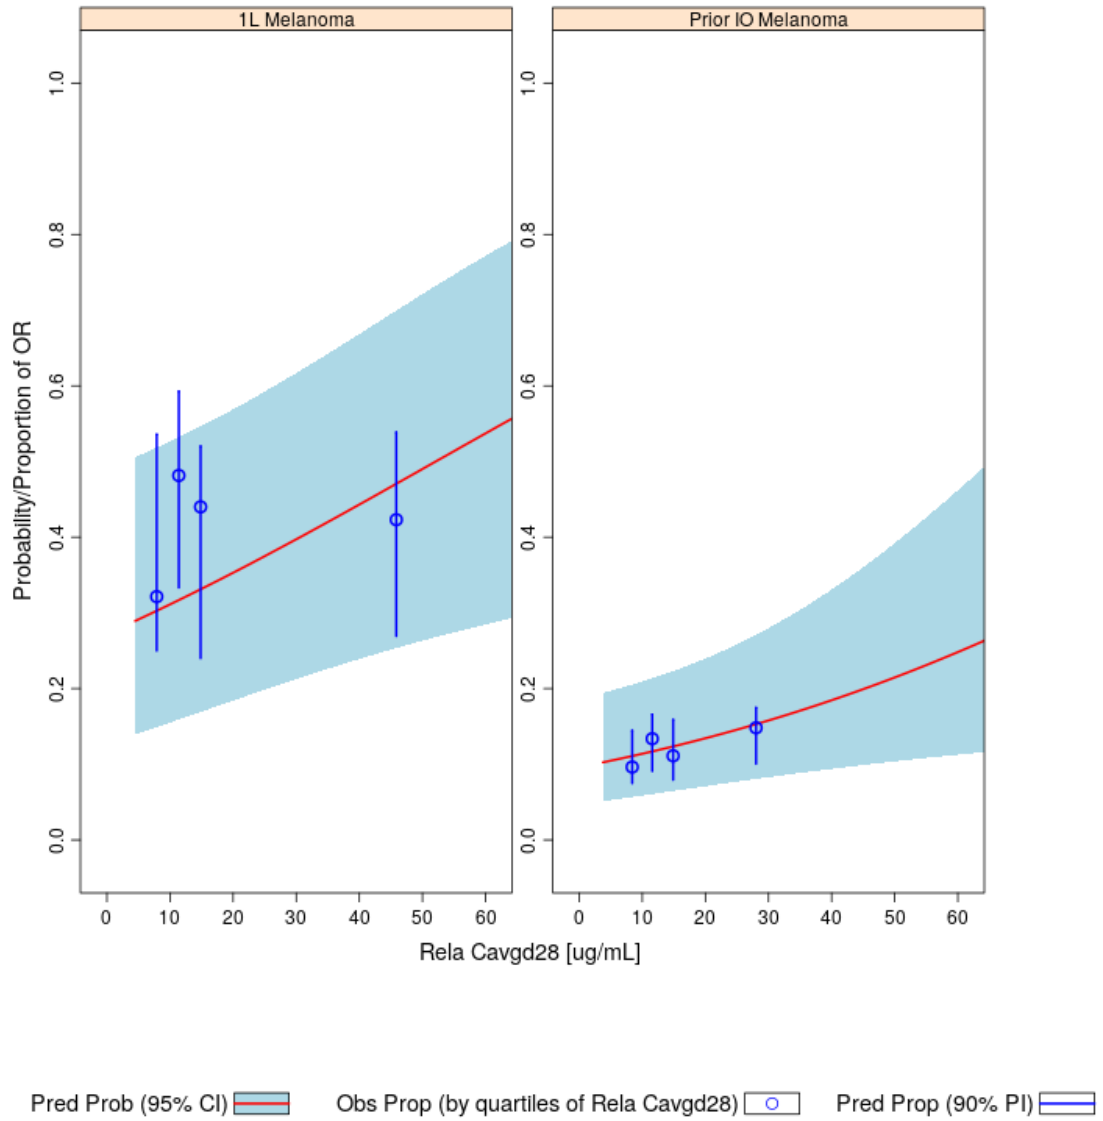 1L Melanoma
Prior IO Melanoma
Probability/Proportion of OR
1.0
0.8
0.6
0.4
0.2
0.0
1.0
0.8
0.6
0.4
0.2
0.0
0 10 20 30 40 50 60
0 10 20 30 40 50 60
Rela Cavgd28 [ug/mL]
Pred Prob (95% CI)
Obs Prop (by quartiles of Rela Cavgd28)
Pred Prop (90% PI)